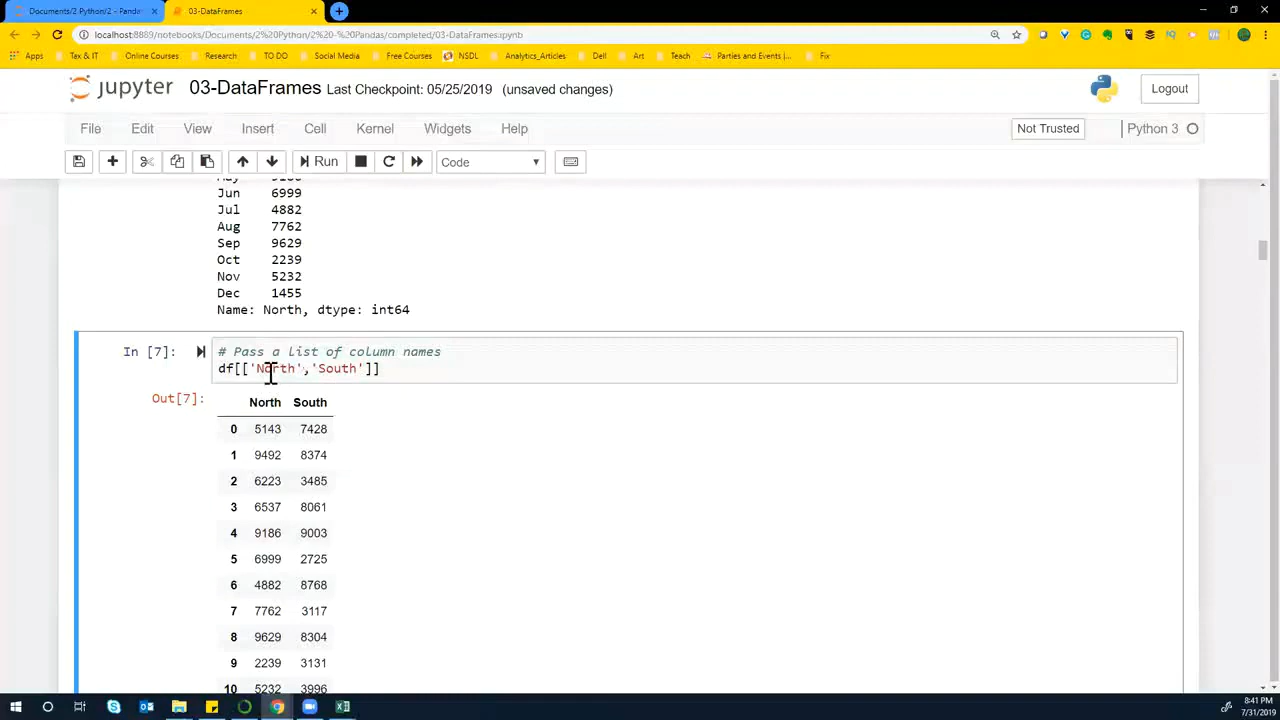 Documents/2 Python/2 - Panda × 03-DataFrames ×
localhost:8889/notebooks/Documents/2%20Python/2%20-%20Pandas/completed/03-DataFrames.ipynb
Apps Tax & IT Online Courses Research TO DO Social Media Free Courses NSDL Analytics_Articles Dell Art Teach Parties and Events |... Fix
jupyter 03-DataFrames Last Checkpoint: 05/25/2019 (unsaved changes) Logout
File Edit View Insert Cell Kernel Widgets Help Not Trusted Python 3
Run Code
Jun 6999
Jul 4882
Aug 7762
Sep 9629
Oct 2239
Nov 5232
Dec 1455
Name: North, dtype: int64
In [7]: # Pass a list of column names
df[['North','South']]
Out[7]: North South
0 5143 7428
1 9492 8374
2 6223 3485
3 6537 8061
4 9186 9003
5 6999 2725
6 4882 8768
7 7762 3117
8 9629 8304
9 2239 3131
10 5232 3996
8:41 PM
7/31/2019